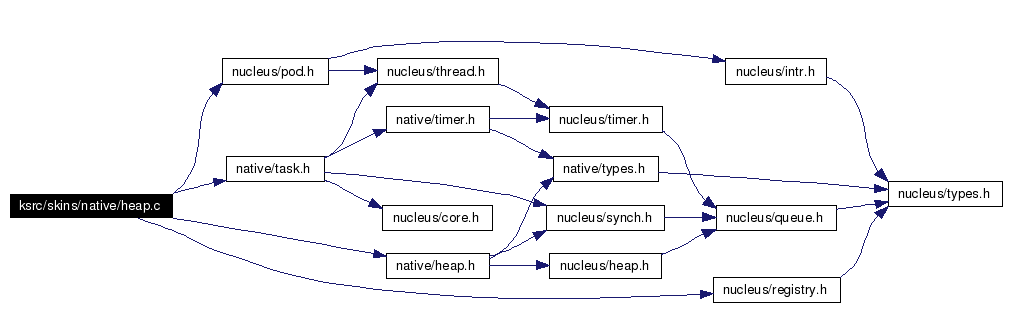 nucleus/pod.h
nucleus/thread.h
nucleus/intr.h
native/timer.h
nucleus/timer.h
native/task.h
native/types.h
nucleus/types.h
ksrc/skins/native/heap.c
nucleus/core.h
nucleus/synch.h
nucleus/queue.h
native/heap.h
nucleus/heap.h
nucleus/registry.h